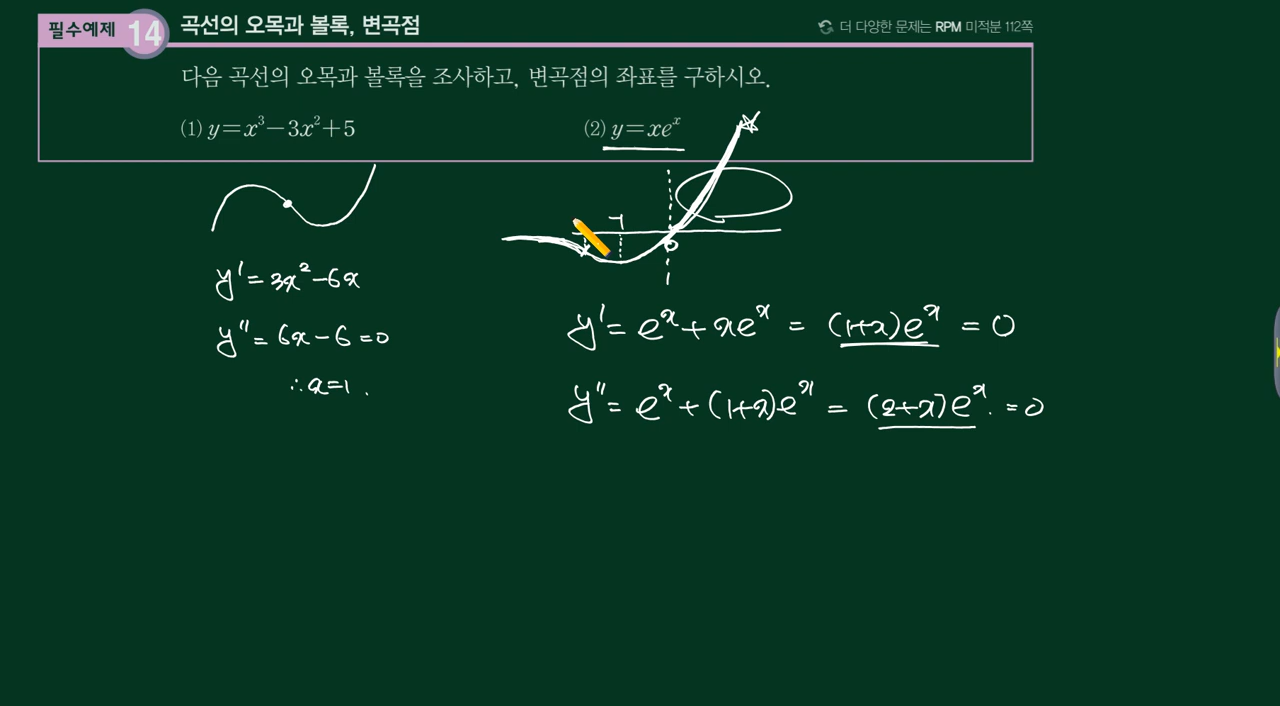 필수예제 14 곡선의 오목과 볼록, 변곡점
더 다양한 문제는 RPM 미적분 112쪽
다음 곡선의 오목과 볼록을 조사하고, 변곡점의 좌표를 구하시오.
(1) y=x³-3x²+5
(2) y=xeˣ
-1
0
y'=3x²-6x
y''=6x-6=0
∴x=1.
y'=eˣ+xeˣ=(1+x)eˣ=0
y''=eˣ+(1+x)eˣ=(2+x)eˣ.=0